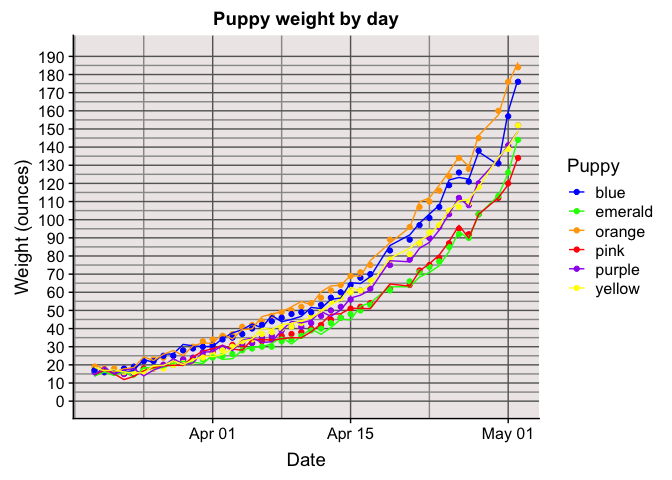 Puppy weight by day
Weight (ounces)
190
180
170
160
150
140
130
120
110
100
90
80
70
60
50
40
30
20
10
0
Apr 01 Apr 15 May 01
Date
Puppy
blue
emerald
orange
pink
purple
yellow